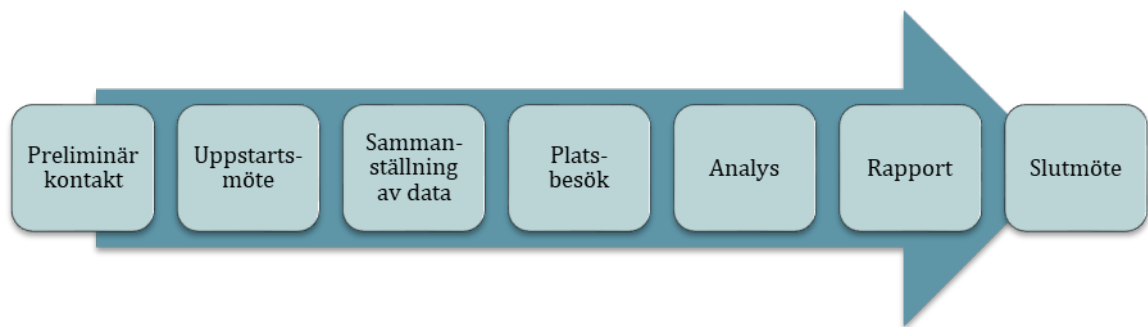 Preliminär
kontakt
Uppstarts-
möte
Samman-
ställning
av data
Plats-
besök
Analys
Rapport
Slutmöte